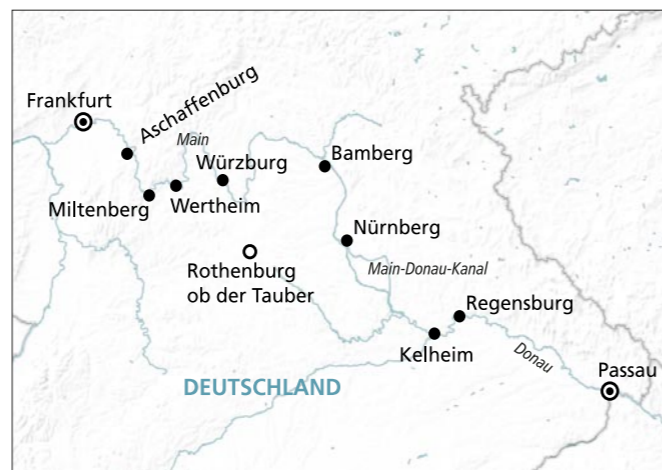 Frankfurt
Aschaffenburg
Main
Würzburg
Bamberg
Miltenberg
Wertheim
Nürnberg
Rothenburg
ob der Tauber
Main-Donau-Kanal
Regensburg
Kelheim
Donau
Passau
DEUTSCHLAND